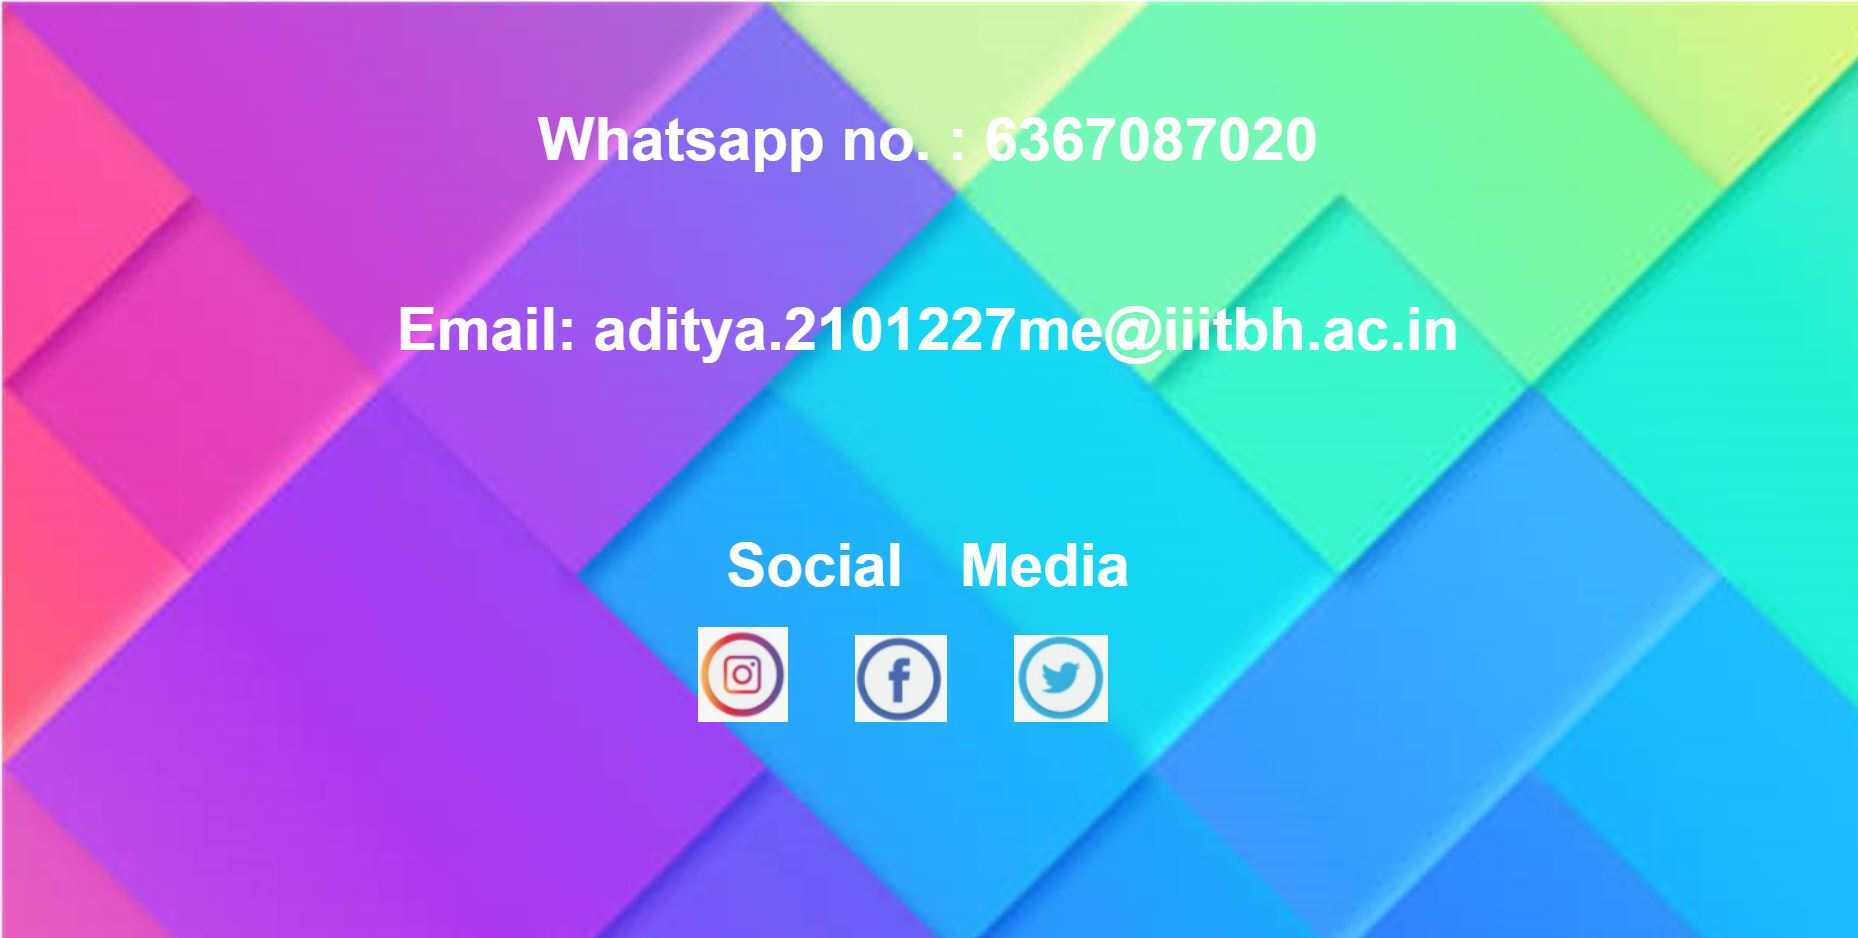 Whatsapp no. : 6367087020
Email: aditya.2101227me@iiitbh.ac.in
Social Media